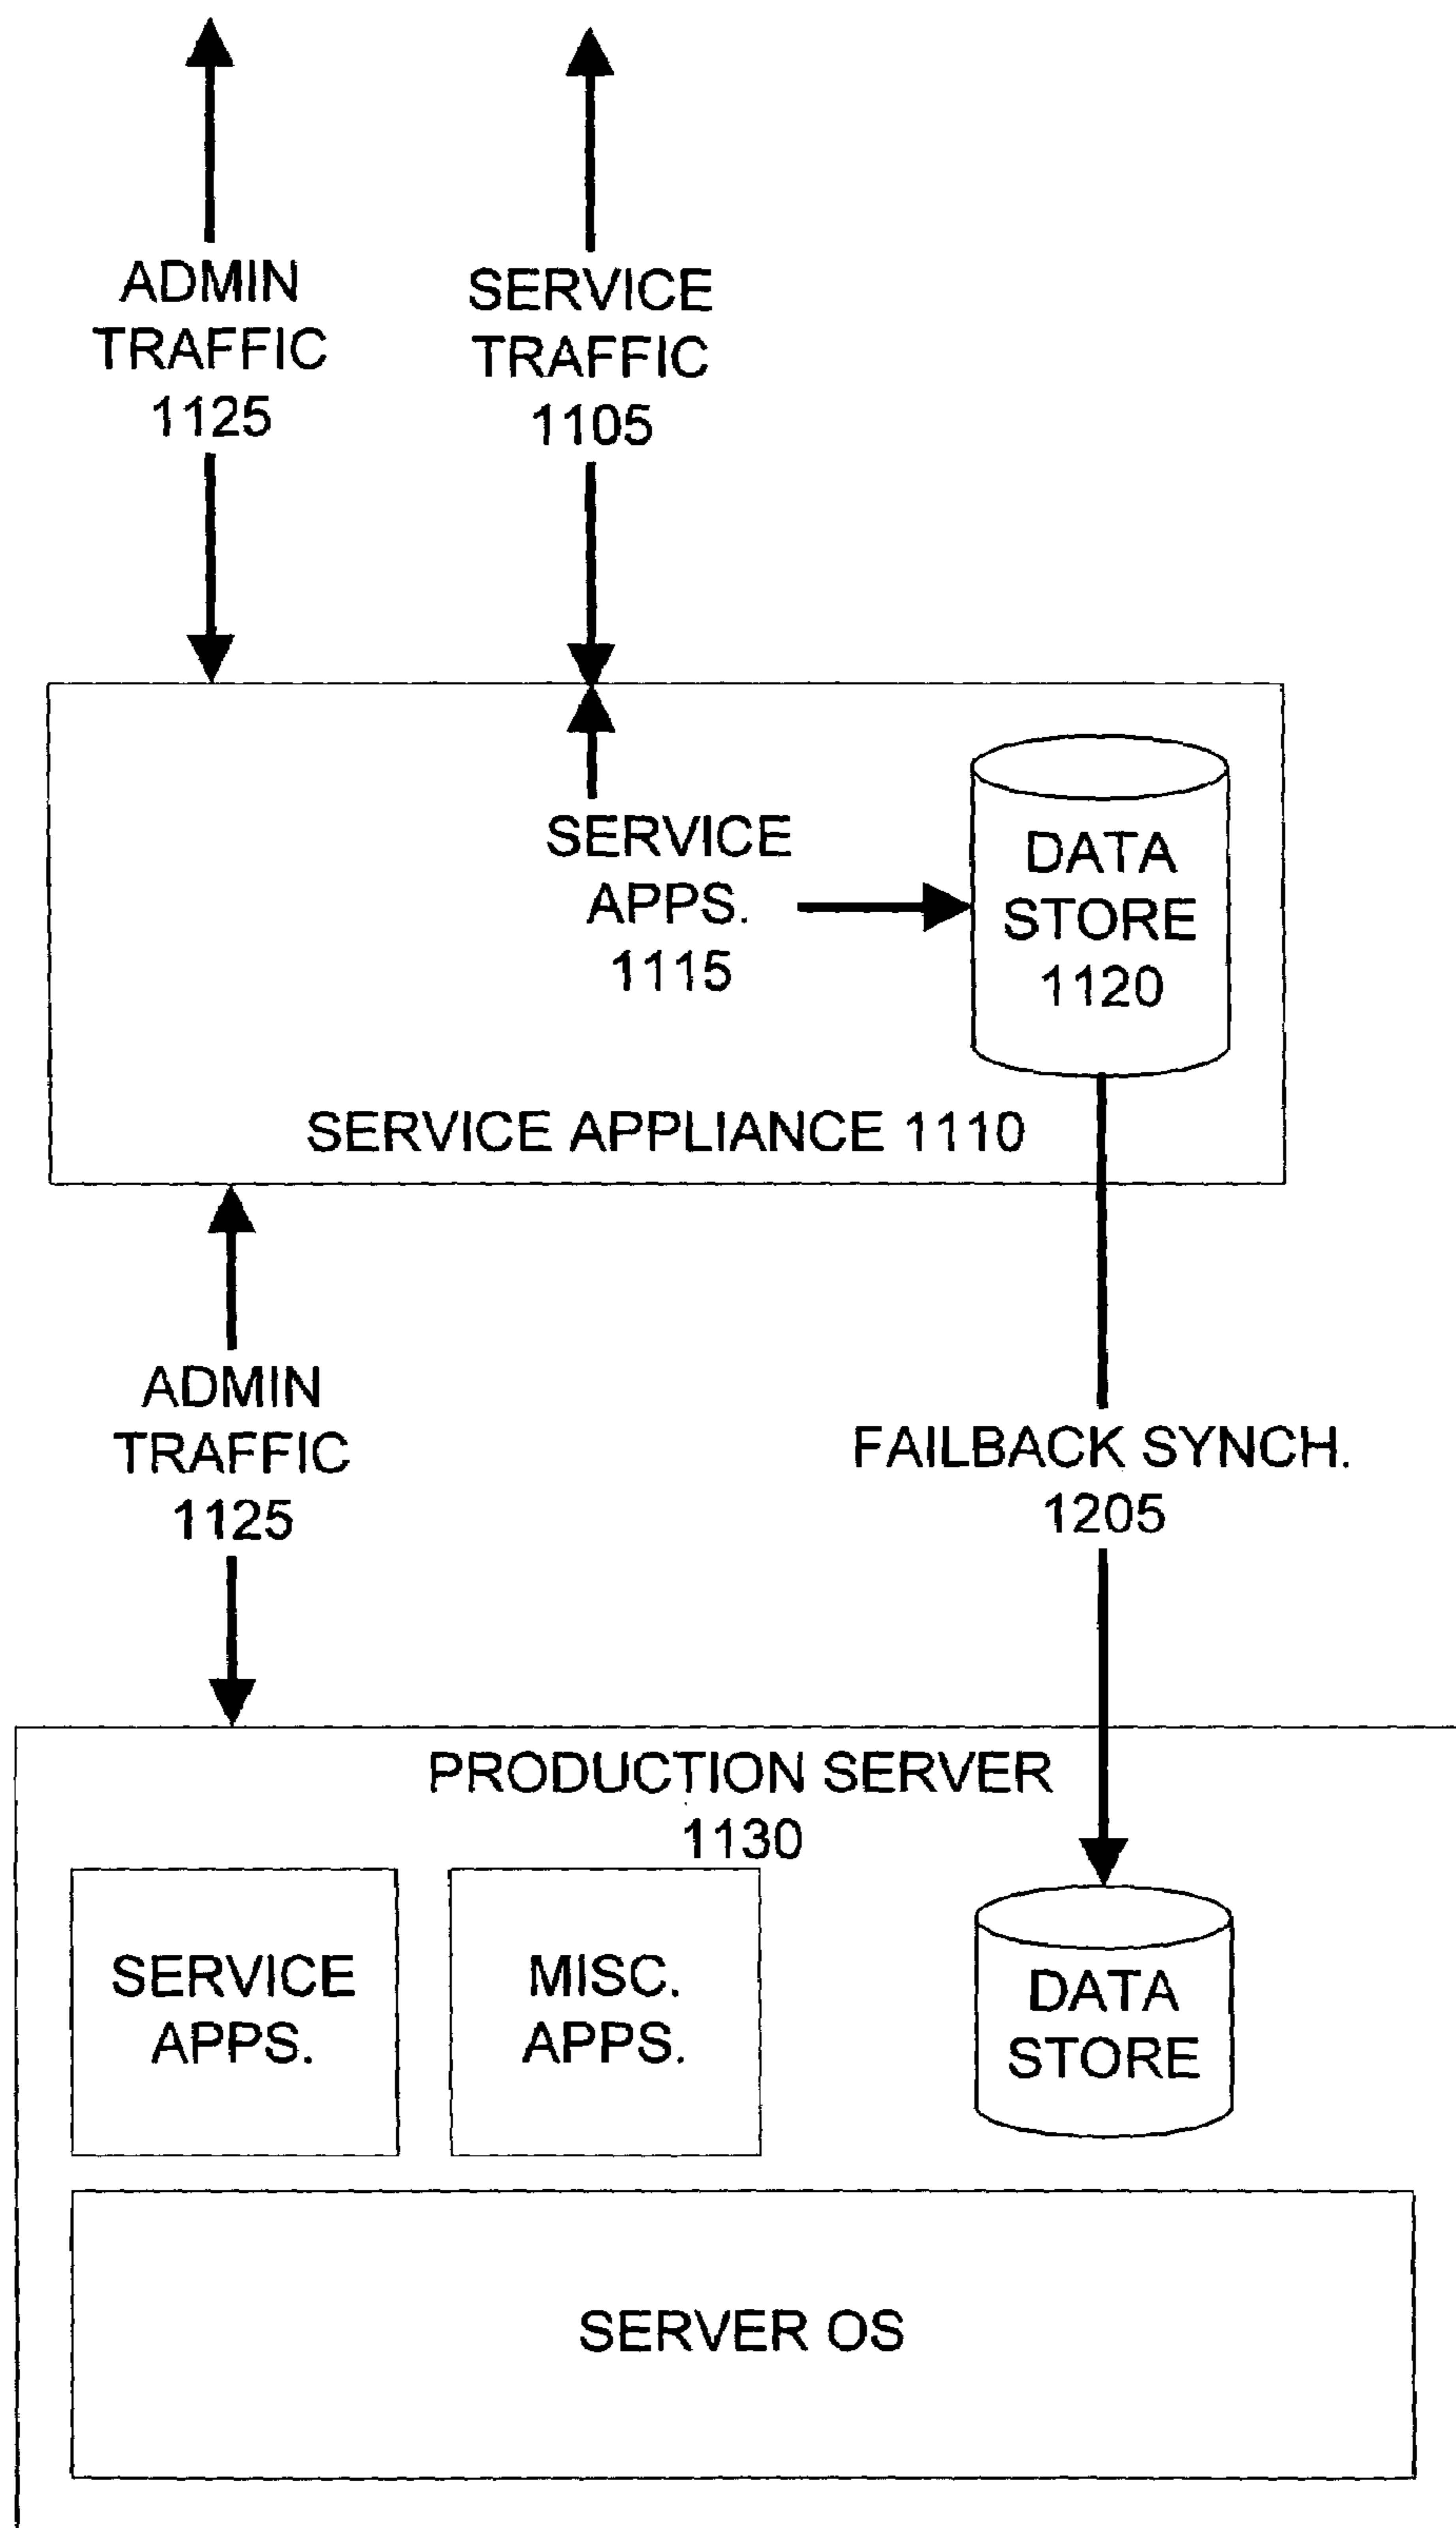 ADMIN
TRAFFIC
1125
SERVICE
TRAFFIC
1105
SERVICE
APPS.
1115
DATA
STORE
1120
SERVICE APPLIANCE 1110
ADMIN
TRAFFIC
1125
FAILBACK SYNCH.
1205
PRODUCTION SERVER
1130
SERVICE
APPS.
MISC.
APPS.
DATA
STORE
SERVER OS